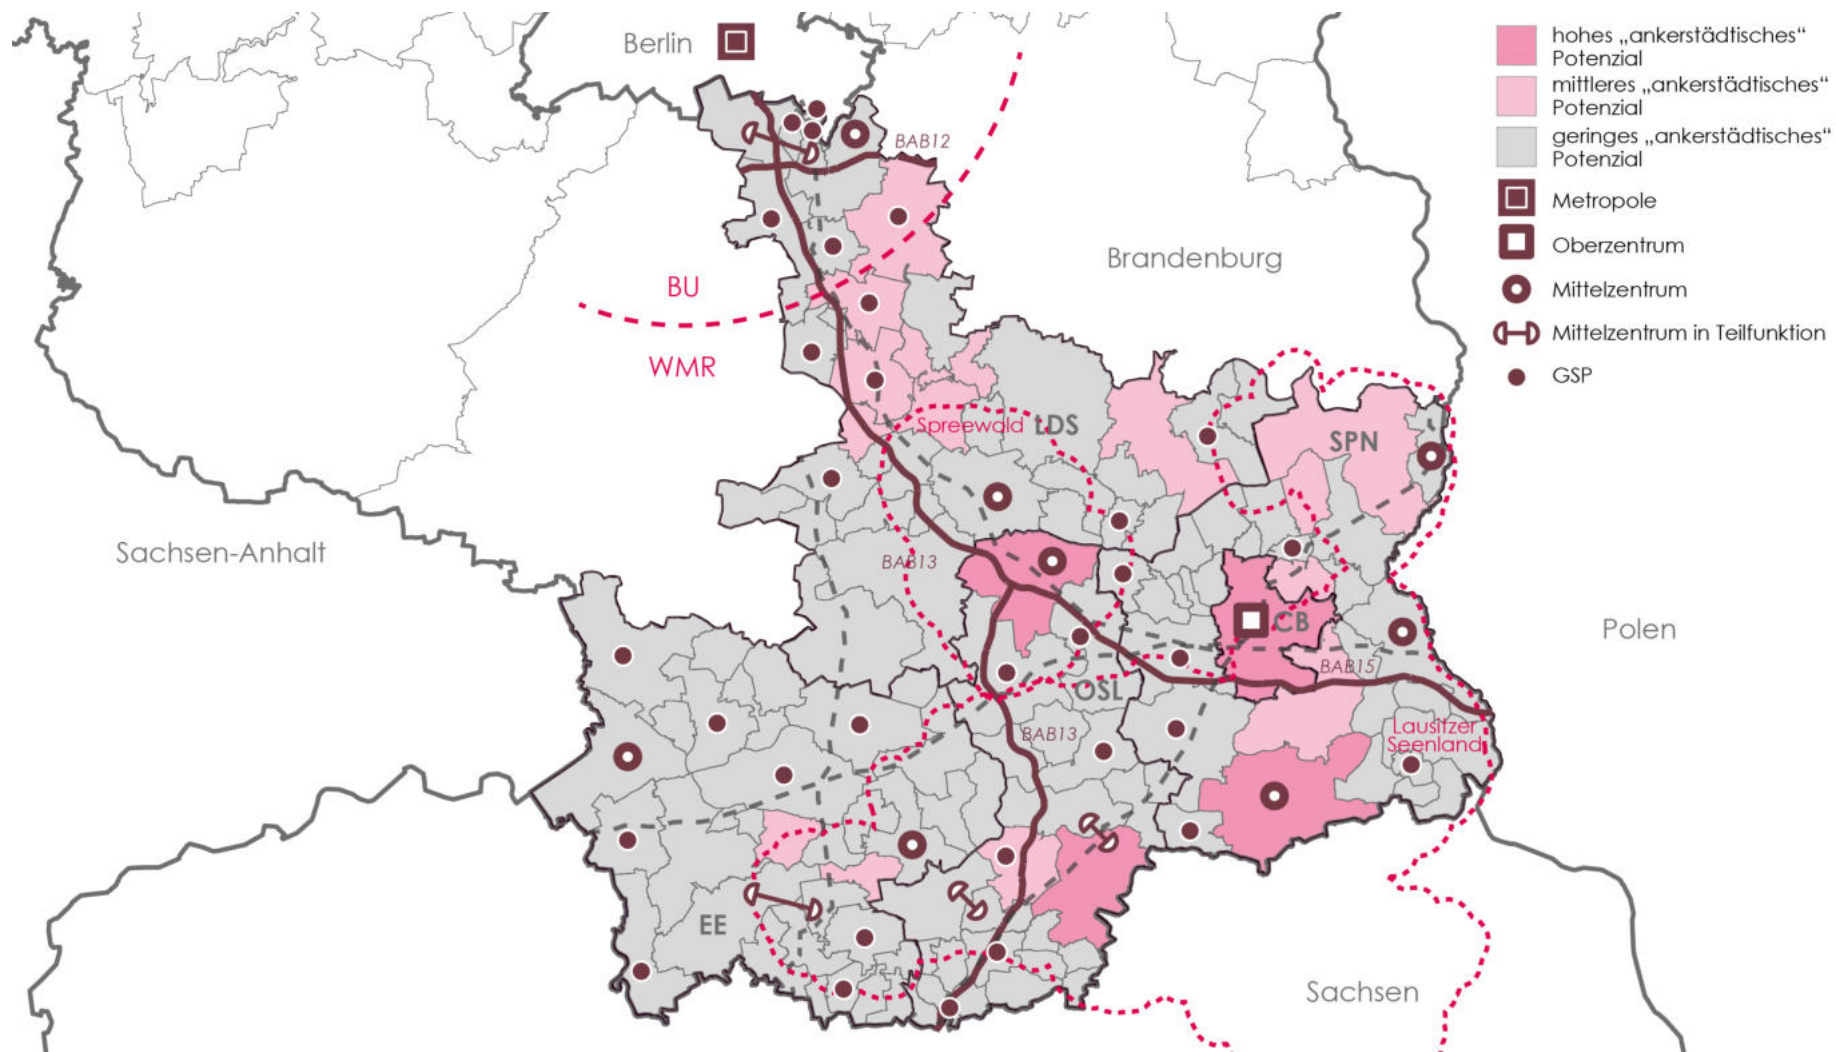 Berlin
hohes „ankerstädtisches“
Potenzial
mittleres „ankerstädtisches“
Potenzial
geringes „ankerstädtisches“
Potenzial
Metropole
Oberzentrum
Mittelzentrum
Mittelzentrum in Teilfunktion
GSP
BAB12
Brandenburg
BU
WMR
Spreewald
LDS
SPN
Sachsen-Anhalt
BAB13
CB
Polen
BAB15
OSL
BAB13
Lausitzer
Seenland
EE
Sachsen